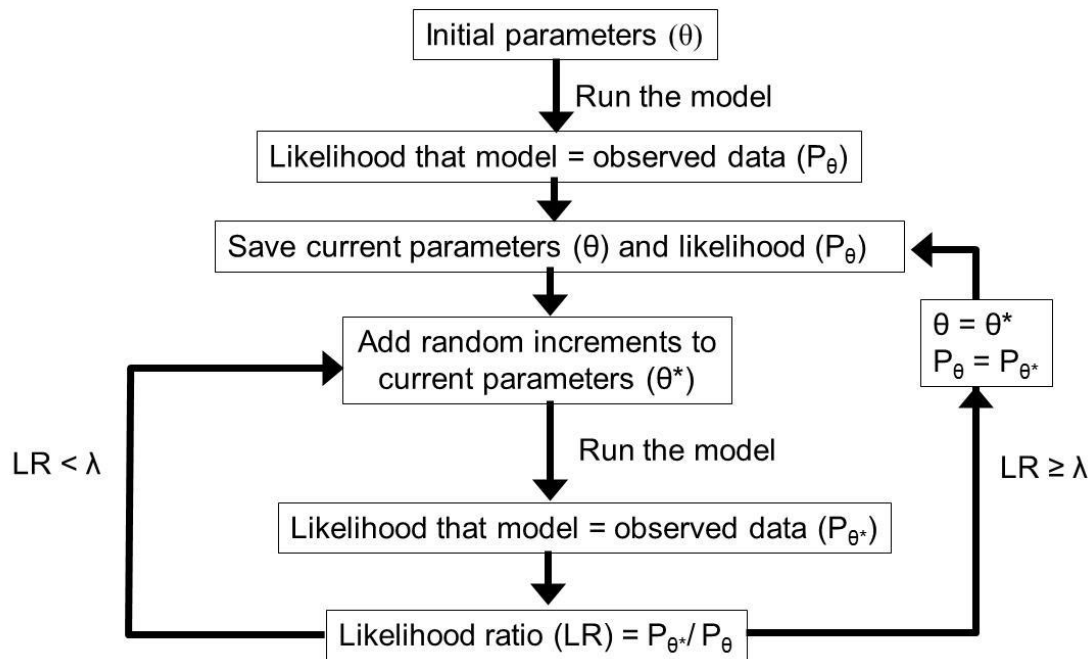 Initial parameters (θ)
Run the model
Likelihood that model = observed data (Pθ)
Save current parameters (θ) and likelihood (Pθ)
θ = θ*
Pθ = Pθ*
Add random increments to
current parameters (θ*)
LR < λ
Run the model
LR ≥ λ
Likelihood that model = observed data (Pθ*)
Likelihood ratio (LR) = Pθ*/ Pθ